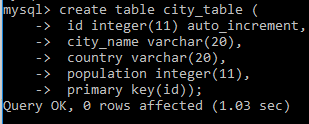 mysql> create table city_table (
    -> id integer(11) auto_increment,
    -> city_name varchar(20),
    -> country varchar(20),
    -> population integer(11),
    -> primary key(id));
Query OK, 0 rows affected (1.03 sec)